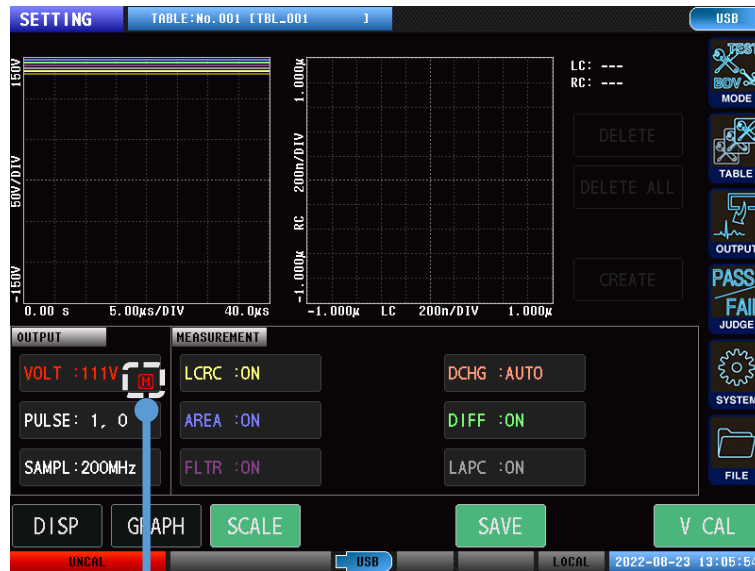 SETTING TABLE:No.001 [TBL_001 ] USB
150V
50V/DIV
-150V
0.00 s 5.00µs/DIV 40.0µs
1.000µ
200n/DIV
RC
-1.000µ
-1.000µ LC 200n/DIV 1.000µ
LC: ---
RC: ---
DELETE
DELETE ALL
CREATE
TEST
BDV
MODE
TABLE
OUTPUT
PASS
FAIL
JUDGE
SYSTEM
FILE
OUTPUT
VOLT :111V M
PULSE: 1, 0
SAMPL:200MHz
MEASUREMENT
LCRC :ON DCHG :AUTO
AREA :ON DIFF :ON
FLTR :ON LAPC :ON
DISP GRAPH SCALE SAVE V CAL
UNCAL USB LOCAL 2022-08-23 13:05:54